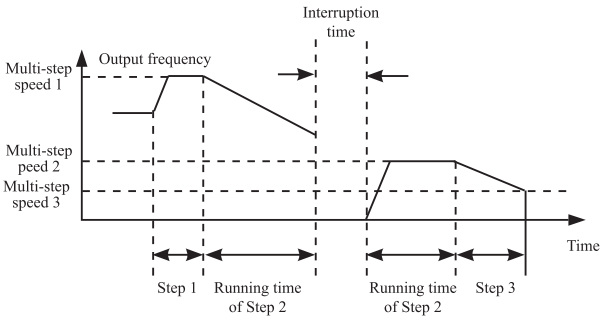 Interruption
time
Output frequency
Multi-step
speed 1
Multi-step
peed 2
Multi-step
speed 3
Time
Step 1
Running time
of Step 2
Running time
of Step 2
Step 3